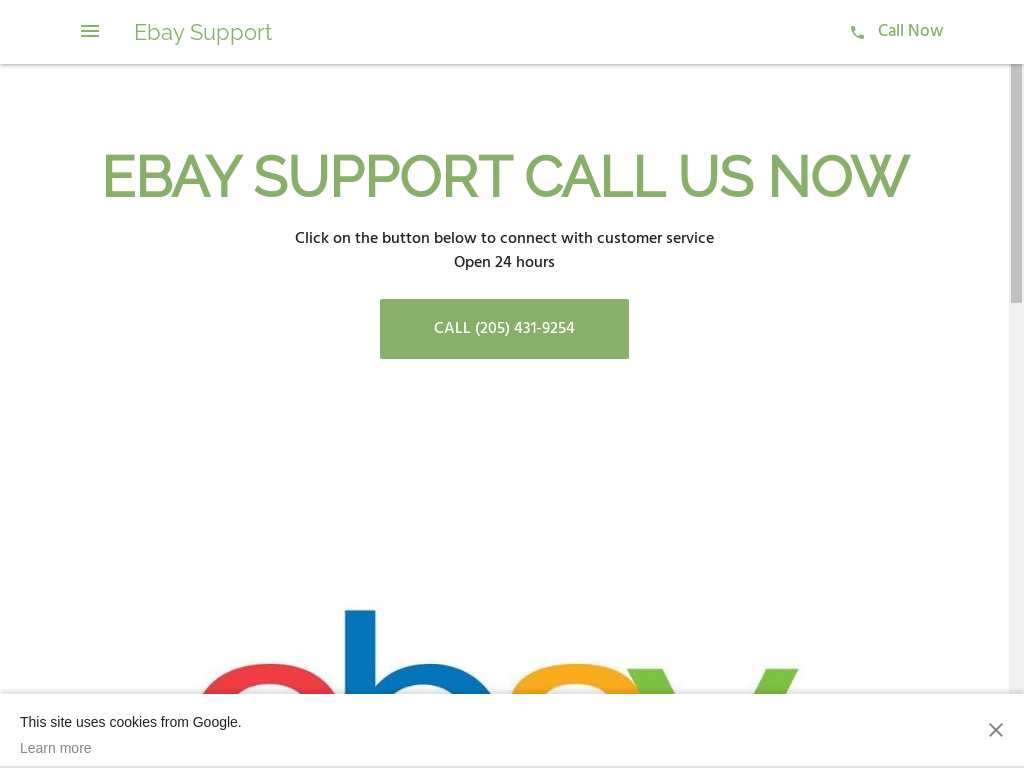 Ebay Support
Call Now
EBAY SUPPORT CALL US NOW
Click on the button below to connect with customer service
Open 24 hours
CALL (205) 431-9254
ebay
This site uses cookies from Google.
Learn more